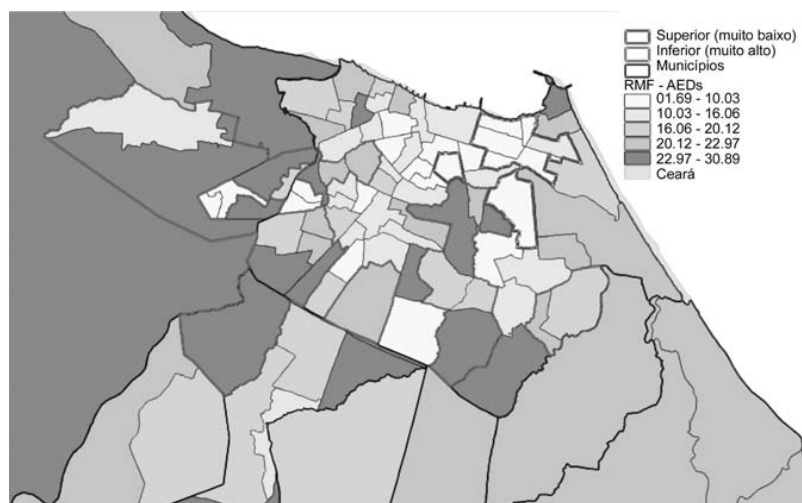 Superior (muito baixo)
Inferior (muito alto)
Municípios
RMF - AEDs
01.69 - 10.03
10.03 - 16.06
16.06 - 20.12
20.12 - 22.97
22.97 - 30.89
Ceará